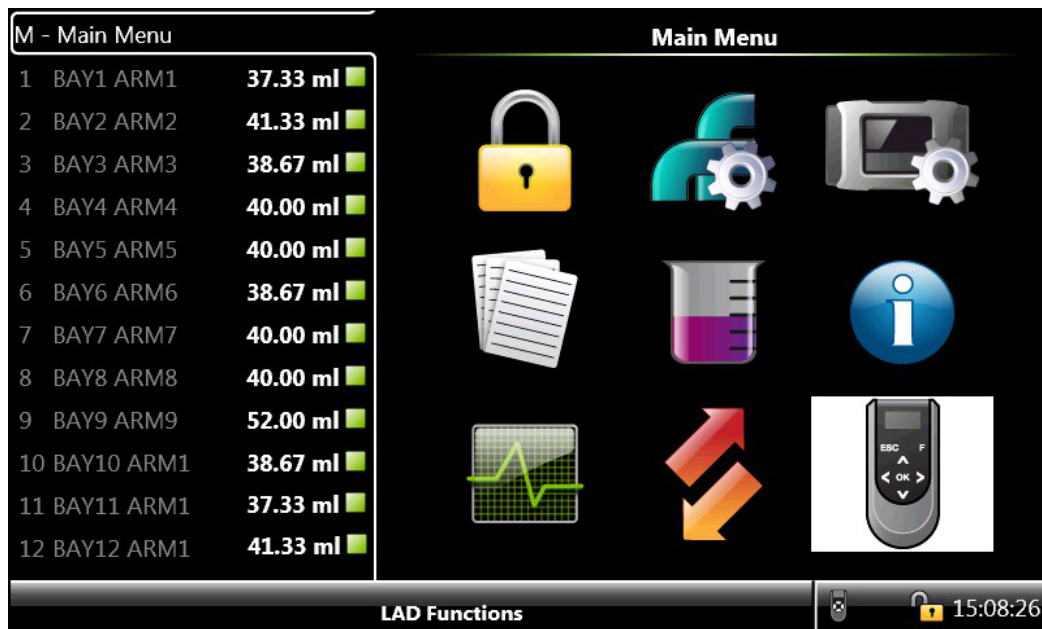 M - Main Menu
1 BAY1 ARM1 37.33 ml
2 BAY2 ARM2 41.33 ml
3 BAY3 ARM3 38.67 ml
4 BAY4 ARM4 40.00 ml
5 BAY5 ARM5 40.00 ml
6 BAY6 ARM6 38.67 ml
7 BAY7 ARM7 40.00 ml
8 BAY8 ARM8 40.00 ml
9 BAY9 ARM9 52.00 ml
10 BAY10 ARM1 38.67 ml
11 BAY11 ARM1 37.33 ml
12 BAY12 ARM1 41.33 ml
Main Menu
ESC F
OK
LAD Functions
15:08:26